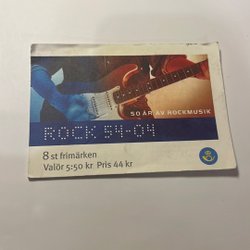 50 ÅR AV ROCKMUSIK
ROCK 54-04
8 st frimärken
Valör 5:50 kr Pris 44 kr